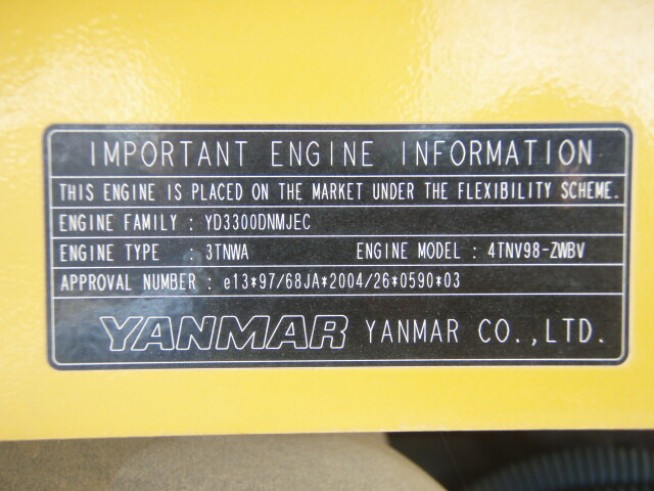 IMPORTANT ENGINE INFORMATION
THIS ENGINE IS PLACED ON THE MARKET UNDER THE FLEXIBILITY SCHEME.
ENGINE FAMILY : YD3300DNMJEC
ENGINE TYPE : 3TNWA ENGINE MODEL : 4TNV98-ZWBV
APPROVAL NUMBER : e13*97/68JA*2004/26*0590*03
YANMAR YANMAR CO.,LTD.